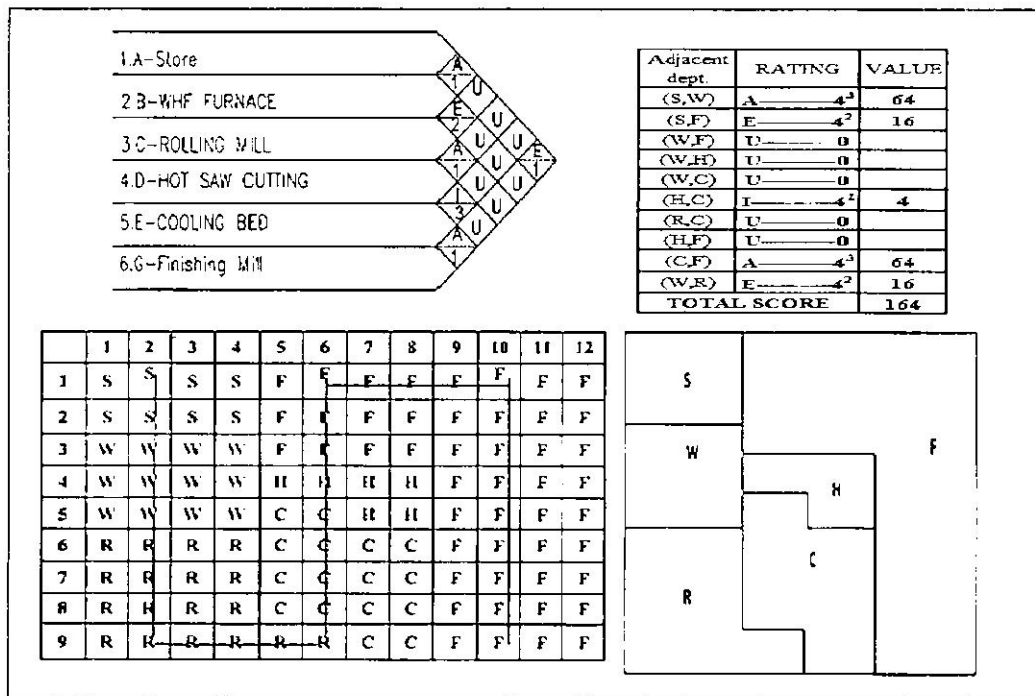 1.A-Store
2.B-WHF FURNACE
3.C-ROLLING MILL
4.D-HOT SAW CUTTING
5.E-COOLING BED
6.G-Finishing Mill
A
1
U
E
2
U
U
A
1
U
U
E
1
I
3
U
U
U
A
1
U
Adjacent dept. RATING VALUE
(S,W) A 4³ 64
(S,F) E 4² 16
(W,F) U 0
(W,H) U 0
(W,C) U 0
(H,C) I 4
(R,C) U 0
(H,F) U 0
(C,F) A 4³ 64
(W,R) E 4² 16
TOTAL SCORE 164
1 2 3 4 5 6 7 8 9 10 11 12
1 S S S S F F F F F F F F
2 S S S S F F F F F F F
3 W W W W F F F F F F F
4 W W W W H H H H F F F F
5 W W W W C C H H F F F F
6 R R R R C C C C F F F F
7 R R R R C C C C F F F F
8 R R R R C C C C F F F F
9 R R R R R R C C F F F F
S
W
F
H
C
R